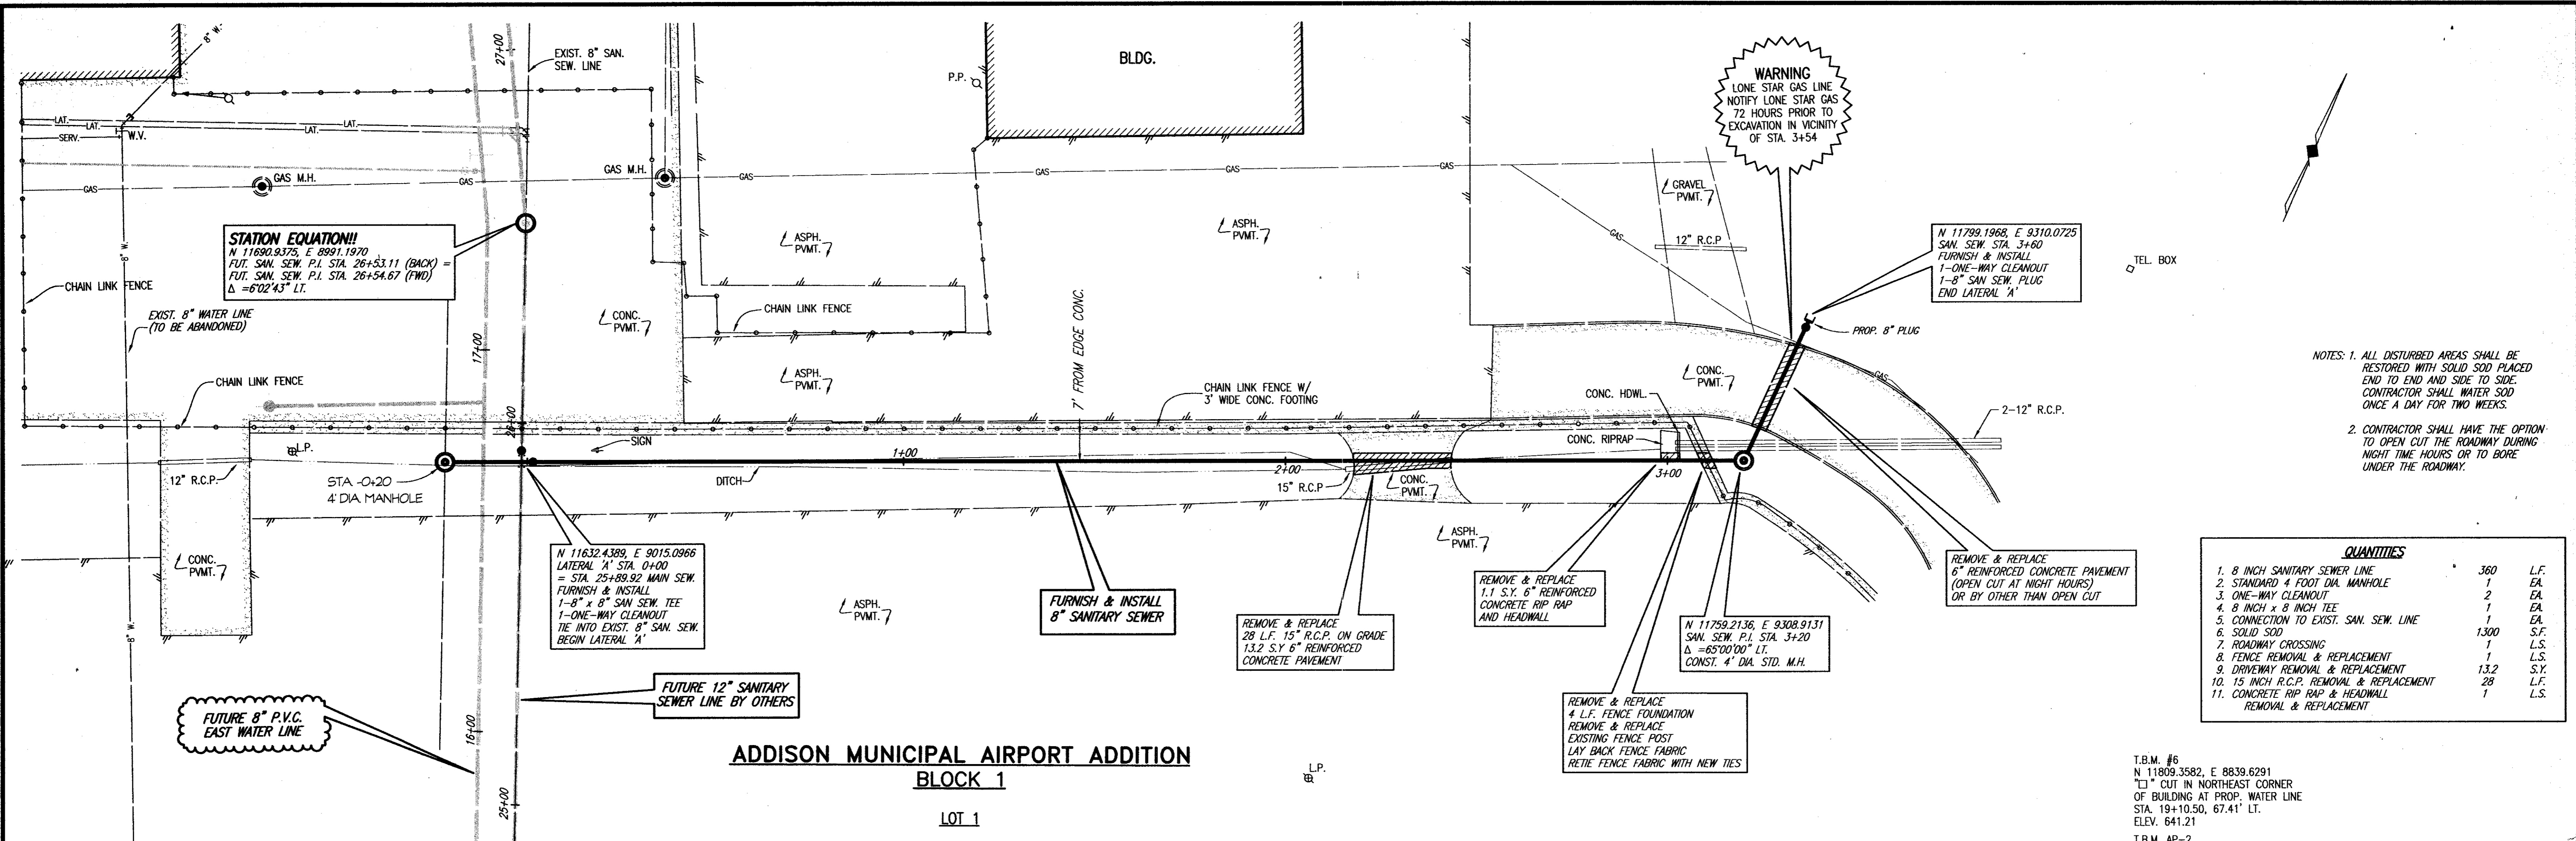 8" W.
27+00
EXIST. 8" SAN.
SEW. LINE
P.P.
BLDG.
WARNING
LONE STAR GAS LINE
NOTIFY LONE STAR GAS
72 HOURS PRIOR TO
EXCAVATION IN VICINITY
OF STA. 3+54
LAT.
LAT.
LAT.
LAT.
SERV.
W.V.
GAS
GAS M.H.
GAS
GAS M.H.
GAS
GAS
GAS
GAS
GAS
GRAVEL
PVMT.
12" R.C.P
STATION EQUATION!!
N 11690.9375, E 8991.1970
FUT. SAN. SEW. P.I. STA. 26+53.11 (BACK) =
FUT. SAN. SEW. P.I. STA. 26+54.67 (FWD)
Δ =6°02'43" LT.
ASPH.
PVMT.
ASPH.
PVMT.
N 11799.1968, E 9310.0725
SAN. SEW. STA. 3+60
FURNISH & INSTALL
1-ONE-WAY CLEANOUT
1-8" SAN SEW. PLUG
END LATERAL 'A'
TEL. BOX
8" W.
CHAIN LINK FENCE
EXIST. 8" WATER LINE
(TO BE ABANDONED)
CONC.
PVMT.
CHAIN LINK FENCE
7' FROM EDGE CONC.
PROP. 8" PLUG
17+00
CHAIN LINK FENCE
ASPH.
PVMT.
CHAIN LINK FENCE W/
3' WIDE CONC. FOOTING
CONC. HDWL.
CONC.
PVMT.
GAS
NOTES: 1. ALL DISTURBED AREAS SHALL BE
RESTORED WITH SOLID SOD PLACED
END TO END AND SIDE TO SIDE.
CONTRACTOR SHALL WATER SOD
ONCE A DAY FOR TWO WEEKS.
2. CONTRACTOR SHALL HAVE THE OPTION
TO OPEN CUT THE ROADWAY DURING
NIGHT TIME HOURS OR TO BORE
UNDER THE ROADWAY.
2-12" R.C.P.
26+00
L.P.
SIGN
CONC. RIPRAP
1+00
2+00
3+00
12" R.C.P.
STA -0+20
4' DIA. MANHOLE
DITCH
15" R.C.P
CONC.
PVMT.
CONC.
PVMT.
N 11632.4389, E 9015.0966
LATERAL 'A' STA. 0+00
= STA. 25+89.92 MAIN SEW.
FURNISH & INSTALL
1-8" x 8" SAN SEW. TEE
1-ONE-WAY CLEANOUT
TIE INTO EXIST. 8" SAN. SEW.
BEGIN LATERAL 'A'
ASPH.
PVMT.
ASPH.
PVMT.
FURNISH & INSTALL
8" SANITARY SEWER
REMOVE & REPLACE
28 L.F. 15" R.C.P. ON GRADE
13.2 S.Y 6" REINFORCED
CONCRETE PAVEMENT
REMOVE & REPLACE
1.1 S.Y. 6" REINFORCED
CONCRETE RIP RAP
AND HEADWALL
N 11759.2136, E 9308.9131
SAN. SEW. P.I. STA. 3+20
Δ =65°00'00" LT.
CONST. 4' DIA. STD. M.H.
REMOVE & REPLACE
6" REINFORCED CONCRETE PAVEMENT
(OPEN CUT AT NIGHT HOURS)
OR BY OTHER THAN OPEN CUT
QUANTITIES
1. 8 INCH SANITARY SEWER LINE 360 L.F.
2. STANDARD 4 FOOT DIA. MANHOLE 1 EA.
3. ONE-WAY CLEANOUT 2 EA.
4. 8 INCH x 8 INCH TEE 1 EA.
5. CONNECTION TO EXIST. SAN. SEW. LINE 1 EA.
6. SOLID SOD 1300 S.F.
7. ROADWAY CROSSING 1 L.S.
8. FENCE REMOVAL & REPLACEMENT 1 L.S.
9. DRIVEWAY REMOVAL & REPLACEMENT 13.2 S.Y.
10. 15 INCH R.C.P. REMOVAL & REPLACEMENT 28 L.F.
11. CONCRETE RIP RAP & HEADWALL 1 L.S.
REMOVAL & REPLACEMENT
8" W.
FUTURE 8" P.V.C.
EAST WATER LINE
16+00
FUTURE 12" SANITARY
SEWER LINE BY OTHERS
REMOVE & REPLACE
4 L.F. FENCE FOUNDATION
REMOVE & REPLACE
EXISTING FENCE POST
LAY BACK FENCE FABRIC
RETIE FENCE FABRIC WITH NEW TIES
25+00
ADDISON MUNICIPAL AIRPORT ADDITION
BLOCK 1
LOT 1
L.P.
T.B.M. #6
N 11809.3582, E 8839.6291
"□" CUT IN NORTHEAST CORNER
OF BUILDING AT PROP. WATER LINE
STA. 19+10.50, 67.41' LT.
ELEV. 641.21
T.B.M. AP-2